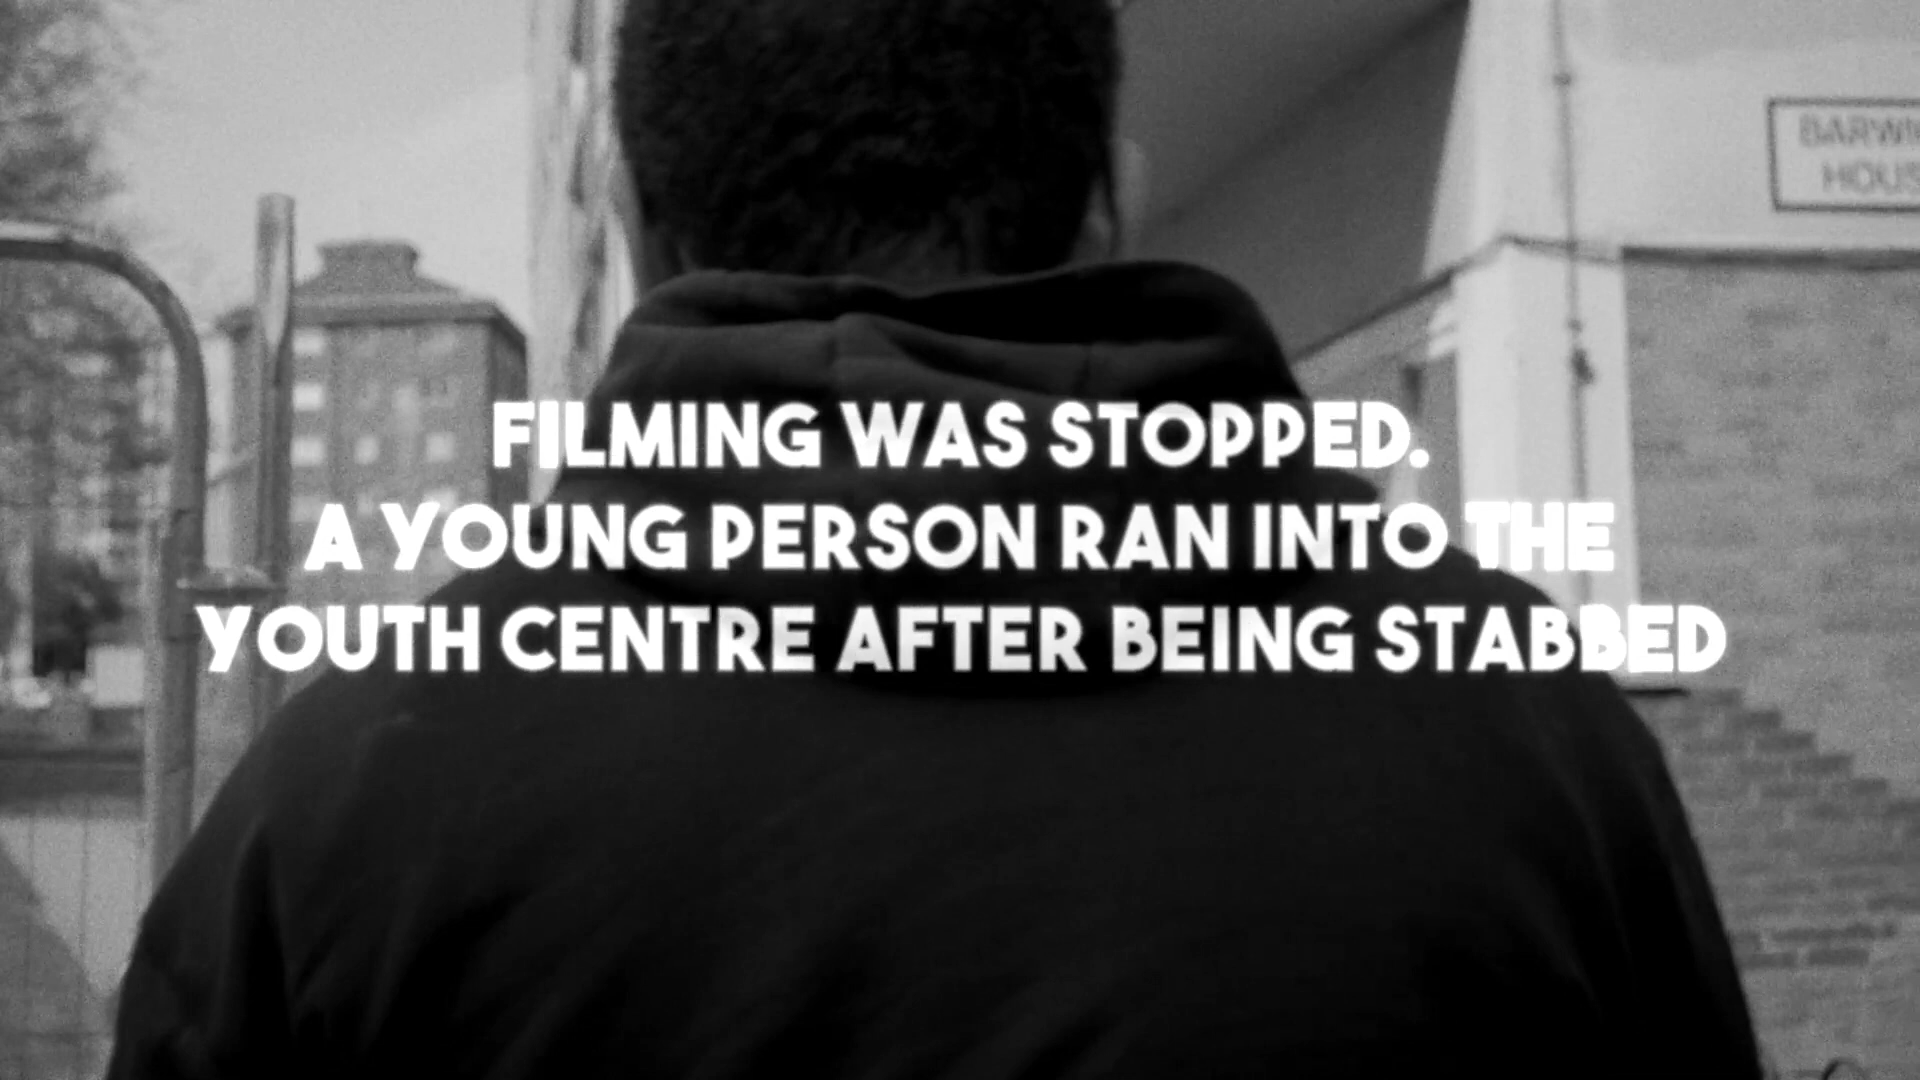 FILMING WAS STOPPED.
A YOUNG PERSON RAN INTO THE
YOUTH CENTRE AFTER BEING STABBED